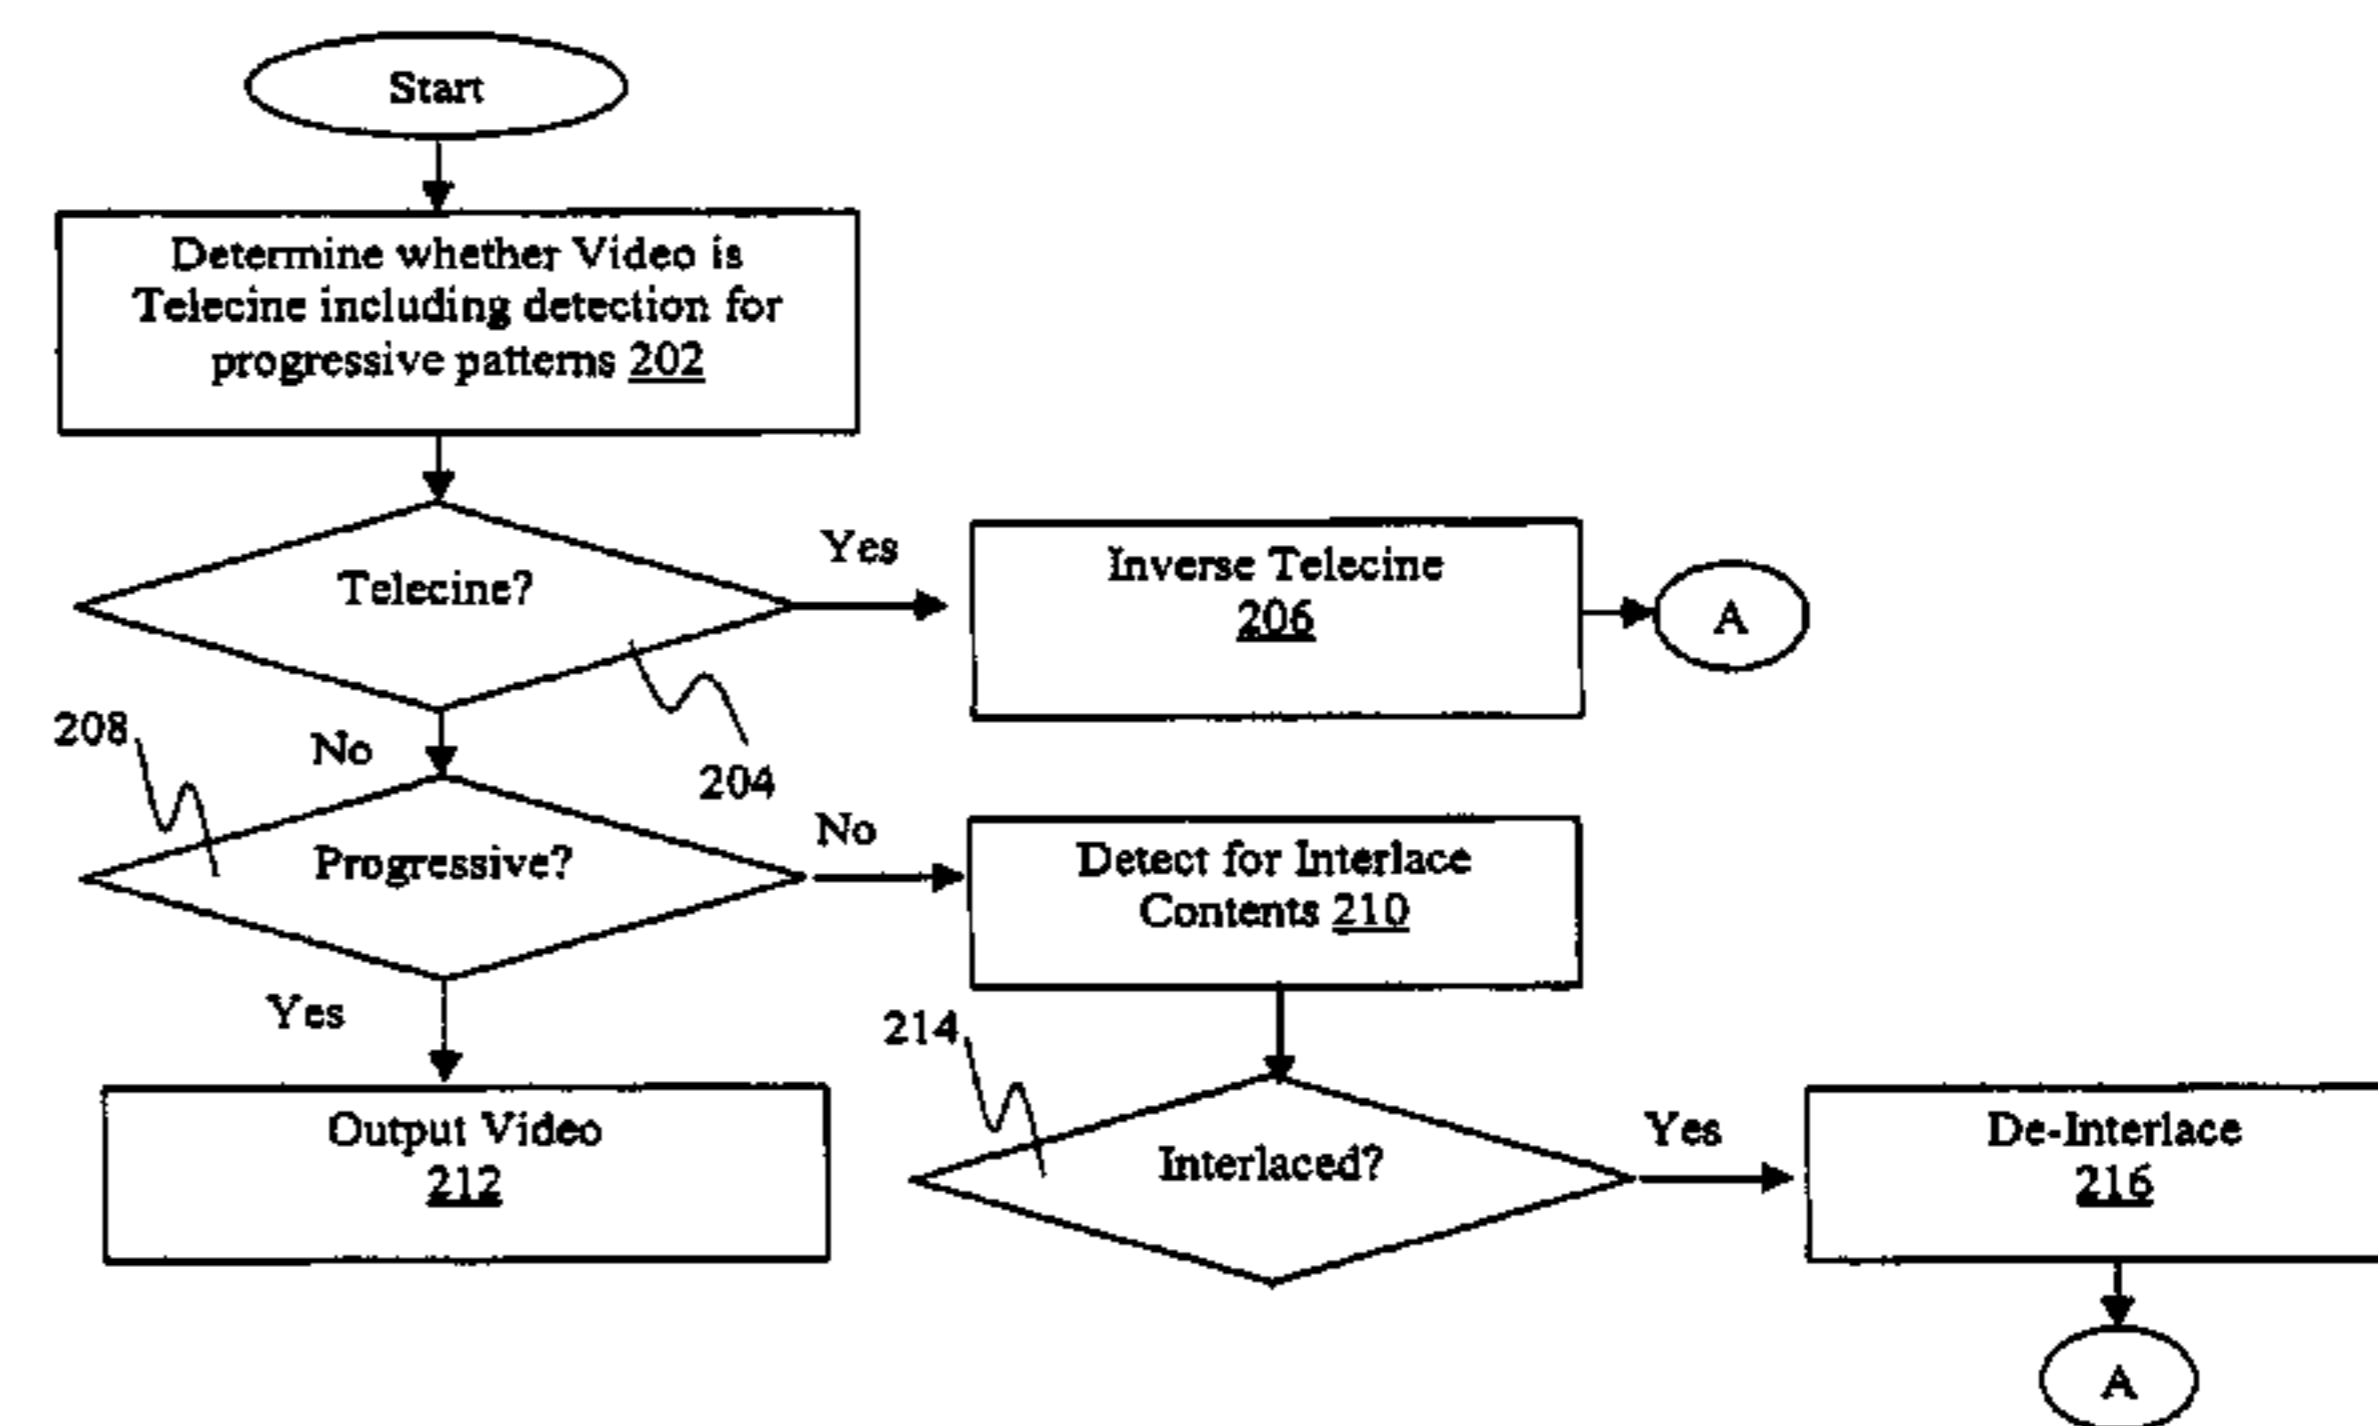 Start
Determine whether Video is
Telecine including detection for
progressive patterns 202
Telecine?
Yes
Inverse Telecine
206
A
204
208
No
Progressive?
No
Detect for Interlace
Contents 210
Yes
Output Video
212
214
Interlaced?
Yes
De-Interlace
216
A